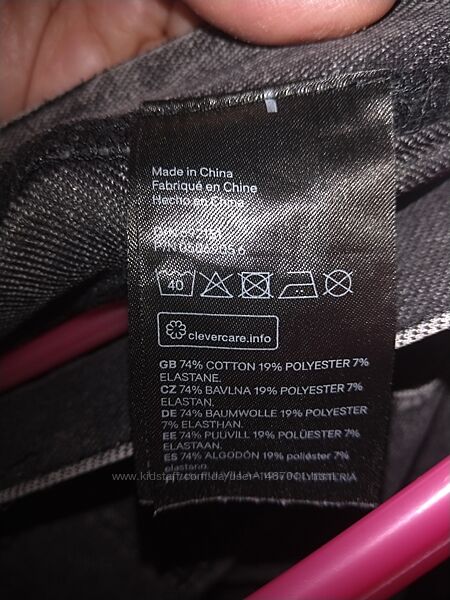 Made in China
Fabriqué en Chine
Hecho en China
40
clevercare.info
GB 74% COTTON 19% POLYESTER 7%
ELASTANE.
CZ 74% BAVLNA 19% POLYESTER 7%
ELASTAN.
DE 74% BAUMWOLLE 19% POLYESTER
7% ELASTHAN.
EE 74% PUUVILL 19% POLÜESTER 7%
ELASTAAN.
ES 74% ALGODÓN 19% poliéster 7%
elastano.